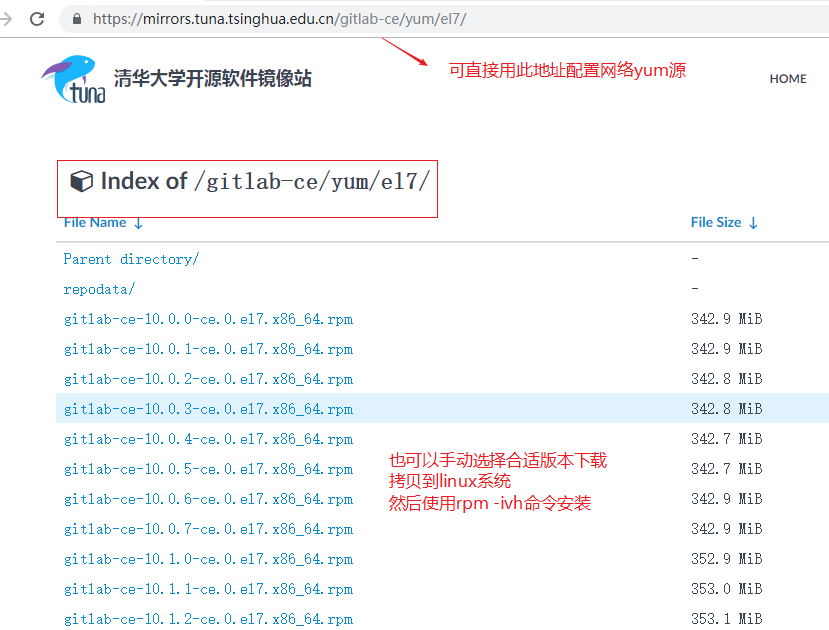 https://mirrors.tuna.tsinghua.edu.cn/gitlab-ce/yum/el7/
可直接用此地址配置网络yum源
tuna
清华大学开源软件镜像站
HOME
Index of /gitlab-ce/yum/el7/
File Name ↓ File Size ↓
Parent directory/ -
repodata/ -
gitlab-ce-10.0.0-ce.0.el7.x86_64.rpm 342.9 MiB
gitlab-ce-10.0.1-ce.0.el7.x86_64.rpm 342.9 MiB
gitlab-ce-10.0.2-ce.0.el7.x86_64.rpm 342.8 MiB
gitlab-ce-10.0.3-ce.0.el7.x86_64.rpm 342.8 MiB
gitlab-ce-10.0.4-ce.0.el7.x86_64.rpm 342.7 MiB
gitlab-ce-10.0.5-ce.0.el7.x86_64.rpm 342.7 MiB
gitlab-ce-10.0.6-ce.0.el7.x86_64.rpm 342.9 MiB
gitlab-ce-10.0.7-ce.0.el7.x86_64.rpm 342.9 MiB
gitlab-ce-10.1.0-ce.0.el7.x86_64.rpm 352.9 MiB
gitlab-ce-10.1.1-ce.0.el7.x86_64.rpm 353.0 MiB
gitlab-ce-10.1.2-ce.0.el7.x86_64.rpm 353.1 MiB
也可以手动选择合适版本下载
拷贝到linux系统
然后使用rpm -ivh命令安装